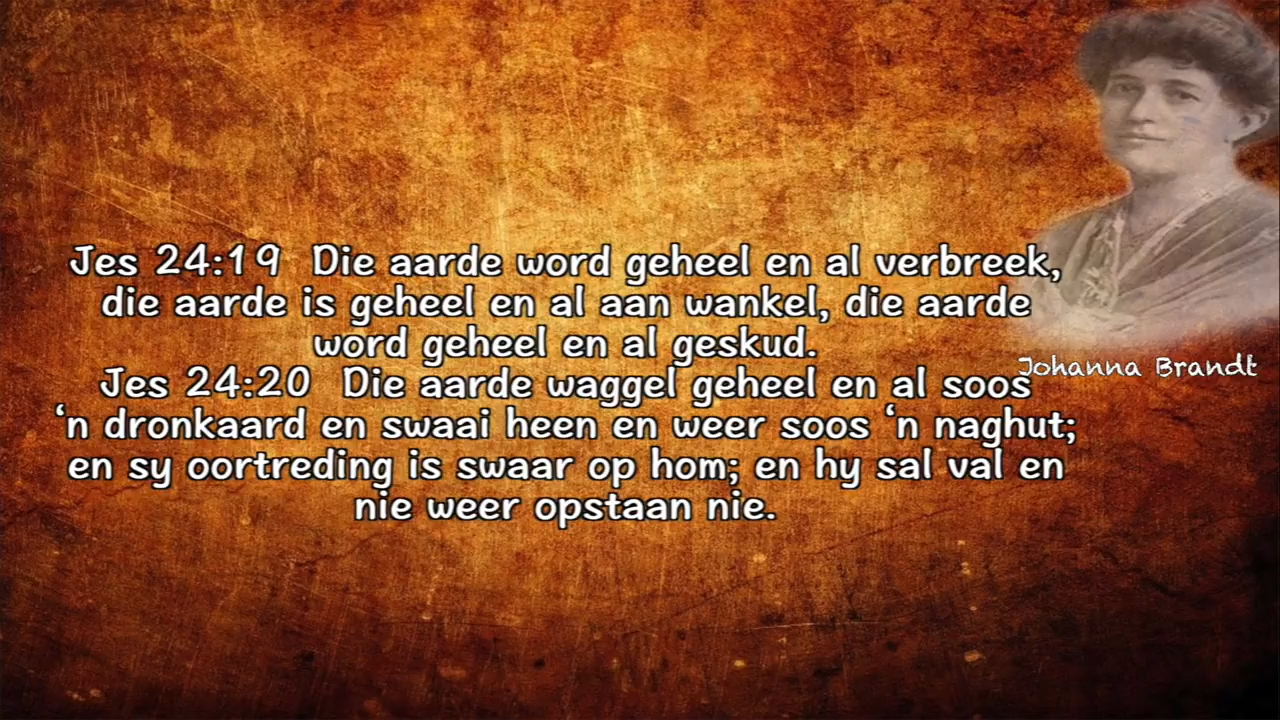 Jes 24:19 Die aarde word geheel en al verbreek,
die aarde is geheel en al aan wankel, die aarde
word geheel en al geskud.
Jes 24:20 Die aarde waggel geheel en al soos
‘n dronkaard en swaai heen en weer soos ‘n naghut;
en sy oortreding is swaar op hom; en hy sal val en
nie weer opstaan nie.
Johanna Brandt